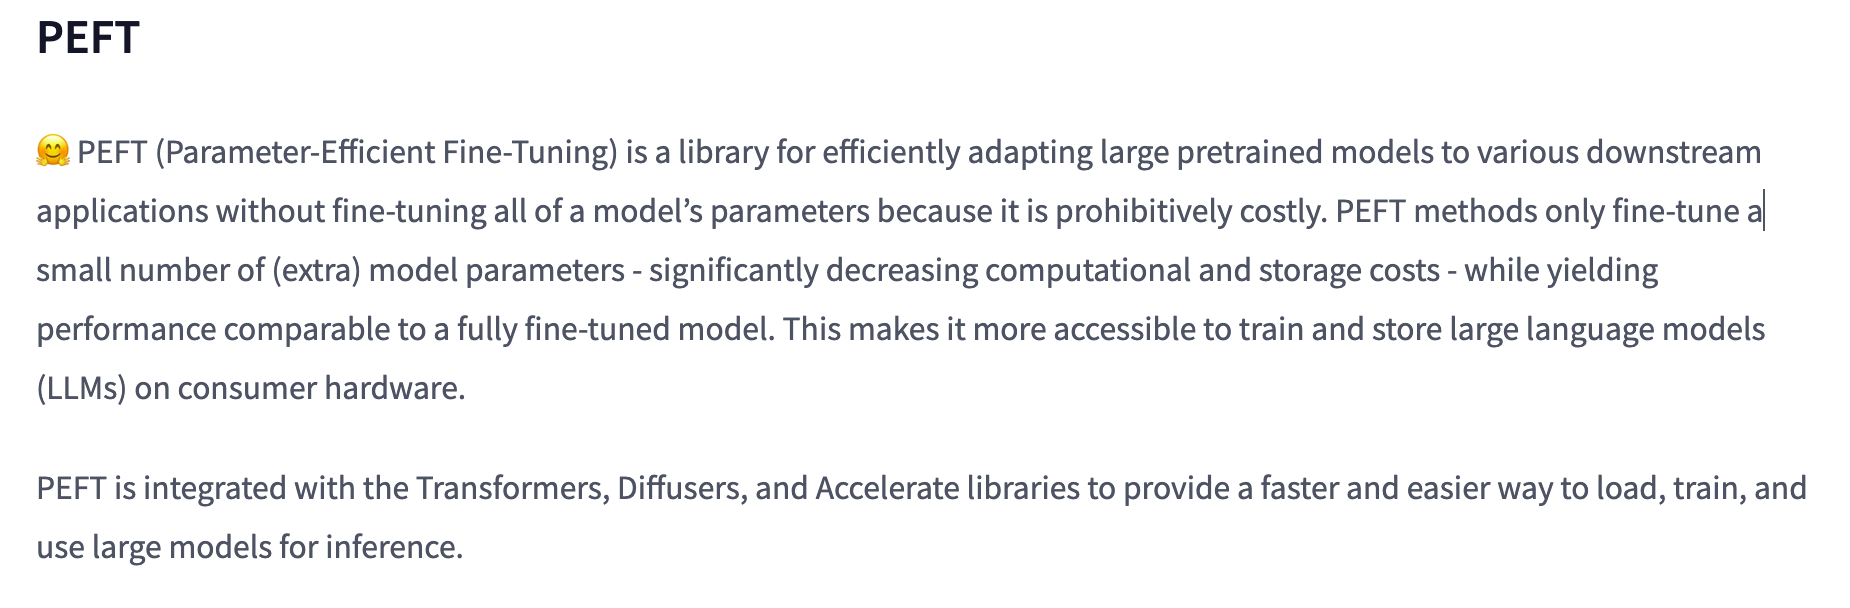 PEFT
🤗 PEFT (Parameter-Efficient Fine-Tuning) is a library for efficiently adapting large pretrained models to various downstream
applications without fine-tuning all of a model’s parameters because it is prohibitively costly. PEFT methods only fine-tune a
small number of (extra) model parameters - significantly decreasing computational and storage costs - while yielding
performance comparable to a fully fine-tuned model. This makes it more accessible to train and store large language models
(LLMs) on consumer hardware.
PEFT is integrated with the Transformers, Diffusers, and Accelerate libraries to provide a faster and easier way to load, train, and
use large models for inference.